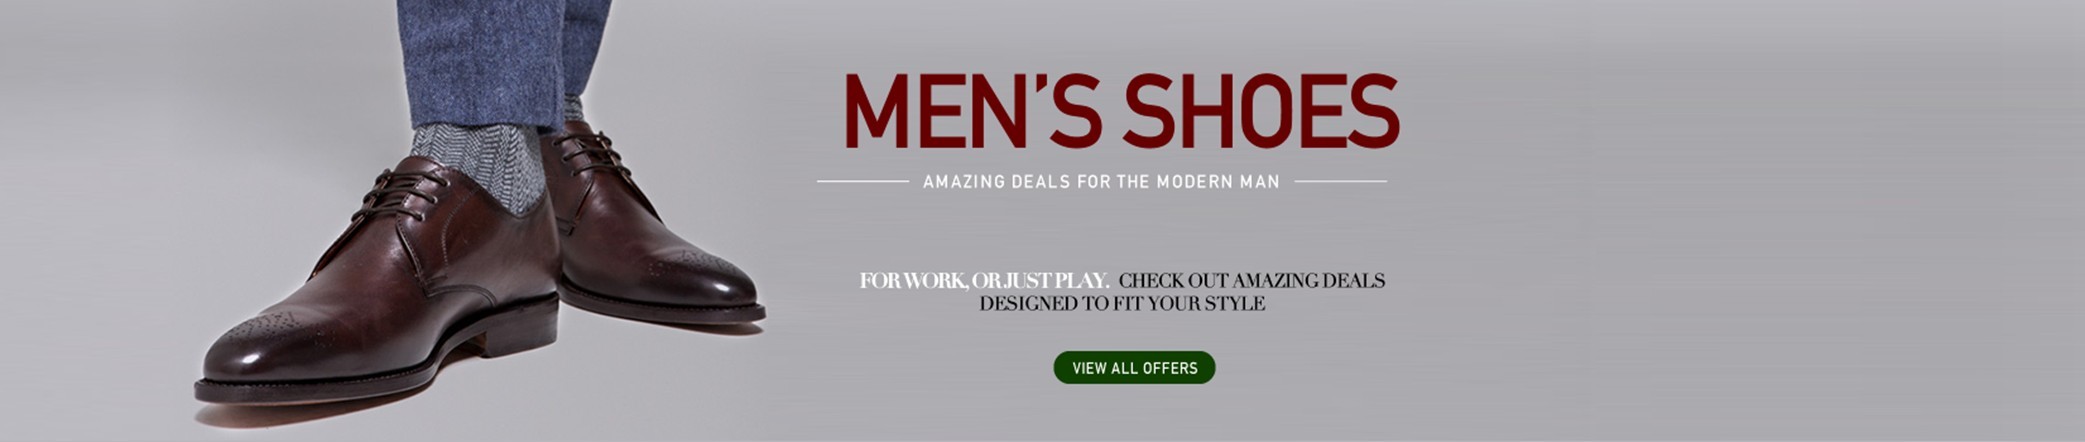 MEN'S SHOES
AMAZING DEALS FOR THE MODERN MAN
FOR WORK, OR JUST PLAY. CHECK OUT AMAZING DEALS
DESIGNED TO FIT YOUR STYLE
VIEW ALL OFFERS